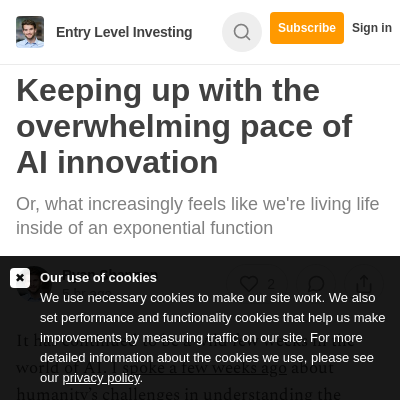 Entry Level Investing
Subscribe
Sign in
Keeping up with the
overwhelming pace of
AI innovation
Or, what increasingly feels like we're living life
inside of an exponential function
2
Our use of cookies
We use necessary cookies to make our site work. We also
set performance and functionality cookies that help us make
improvements by measuring traffic on our site. For more
detailed information about the cookies we use, please see
our privacy policy.
world of AI. I spoke a few weeks ago about
humanity's challenges in understanding the